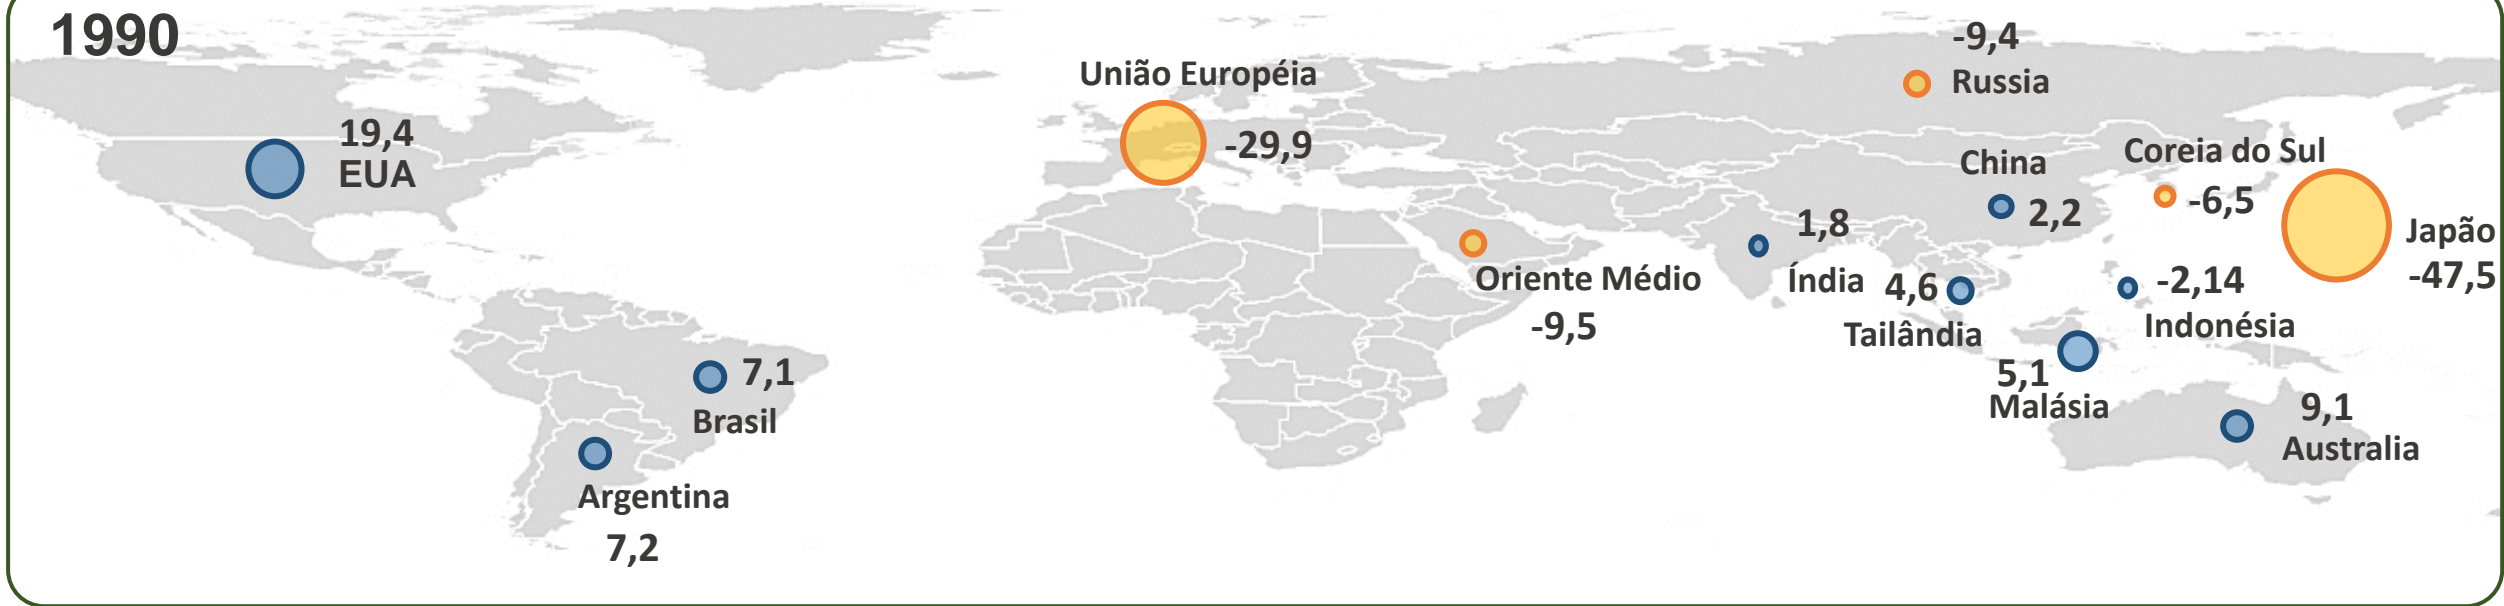 1990
19,4
EUA
7,1
Brasil
Argentina
7,2
União Européia
-29,9
Oriente Médio
-9,5
-9,4
Russia
China
2,2
Coreia do Sul
-6,5
Japão
-47,5
1,8
Índia
4,6
Tailândia
-2,14
Indonésia
5,1
Malásia
9,1
Australia